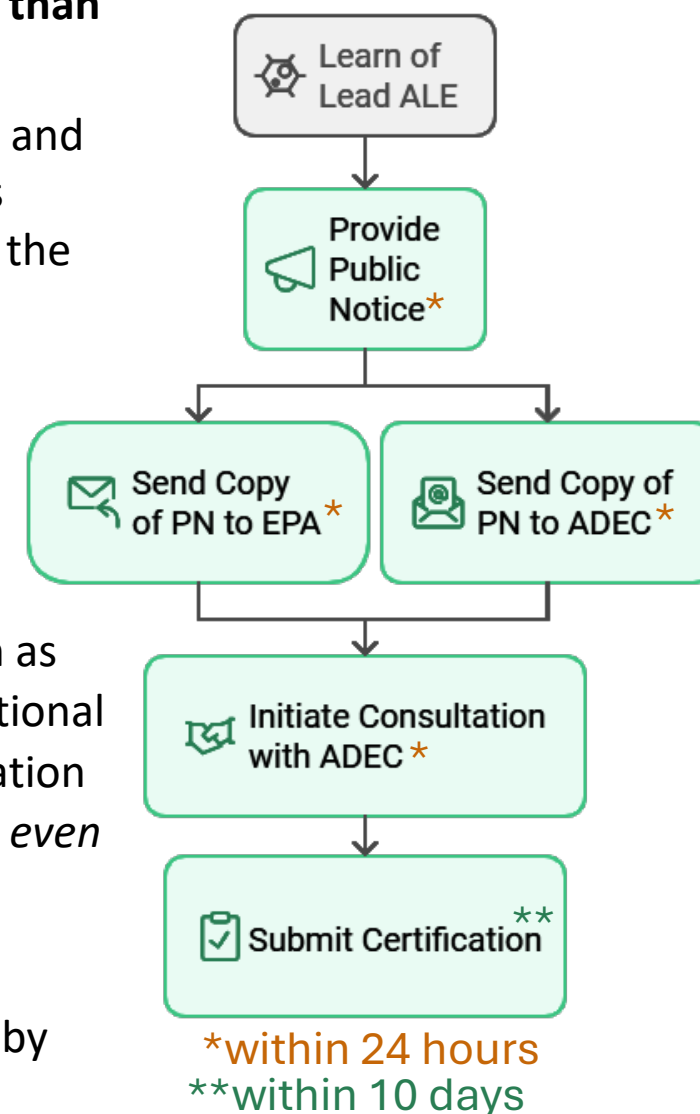 than
and
s
the
as
tional
ation
even
by
Learn of
Lead ALE
Provide
Public
Notice*
Send Copy
of PN to EPA*
Send Copy of
PN to ADEC*
Initiate Consultation
with ADEC*
Submit Certification**
*within 24 hours
**within 10 days